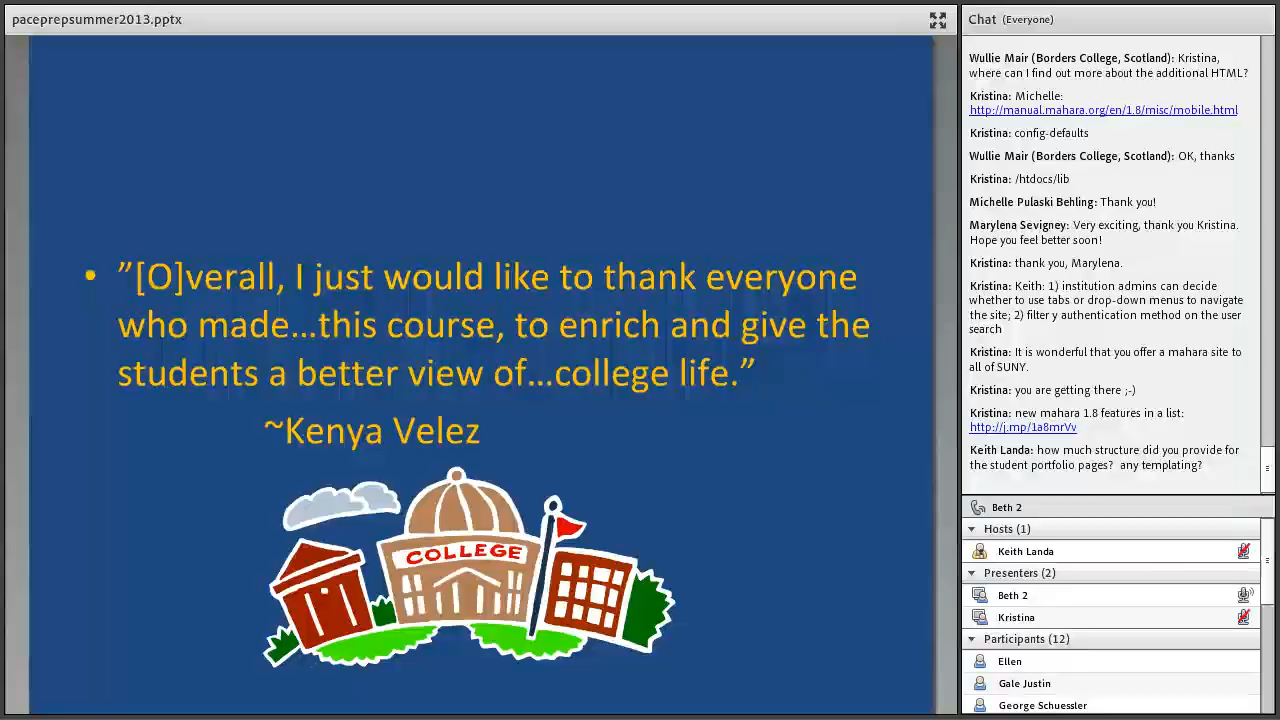 paceprepsummer2013.pptx
”[O]verall, I just would like to thank everyone
who made…this course, to enrich and give the
students a better view of…college life.”
~Kenya Velez
COLLEGE
Chat (Everyone)
Wullie Mair (Borders College, Scotland): Kristina,
where can I find out more about the additional HTML?
Kristina: Michelle:
http://manual.mahara.org/en/1.8/misc/mobile.html
Kristina: config-defaults
Wullie Mair (Borders College, Scotland): OK, thanks
Kristina: /htdocs/lib
Michelle Pulaski Behling: Thank you!
Marylena Sevigney: Very exciting, thank you Kristina.
Hope you feel better soon!
Kristina: thank you, Marylena.
Kristina: Keith: 1) institution admins can decide
whether to use tabs or drop-down menus to navigate
the site; 2) filter y authentication method on the user
search
Kristina: It is wonderful that you offer a mahara site to
all of SUNY.
Kristina: you are getting there ;-)
Kristina: new mahara 1.8 features in a list:
http://j.mp/1a8mrVv
Keith Landa: how much structure did you provide for
the student portfolio pages? any templating?
Beth 2
Hosts (1)
Keith Landa
Presenters (2)
Beth 2
Kristina
Participants (12)
Ellen
Gale Justin
George Schuessler